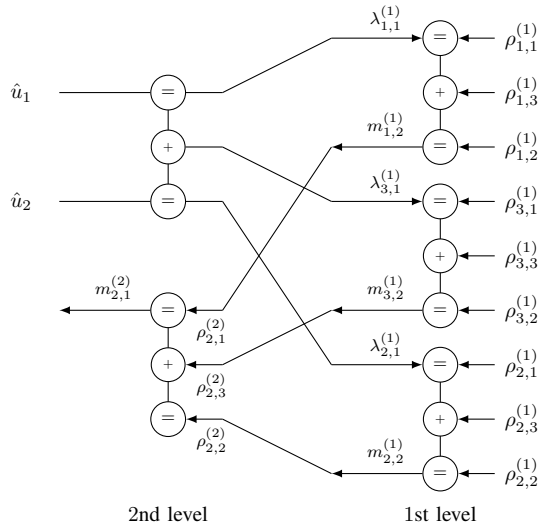 λ_{1,1}^{(1)} = ρ_{1,1}^{(1)}
û_1 = + ρ_{1,3}^{(1)}
+ m_{1,2}^{(1)} = ρ_{1,2}^{(1)}
û_2 = λ_{3,1}^{(1)} = ρ_{3,1}^{(1)}
+ ρ_{3,3}^{(1)}
m_{2,1}^{(2)} = ρ_{2,1}^{(2)} m_{3,2}^{(1)} = ρ_{3,2}^{(1)}
+ ρ_{2,3}^{(2)} λ_{2,1}^{(1)} = ρ_{2,1}^{(1)}
= ρ_{2,2}^{(2)} + ρ_{2,3}^{(1)}
m_{2,2}^{(1)} = ρ_{2,2}^{(1)}
2nd level 1st level